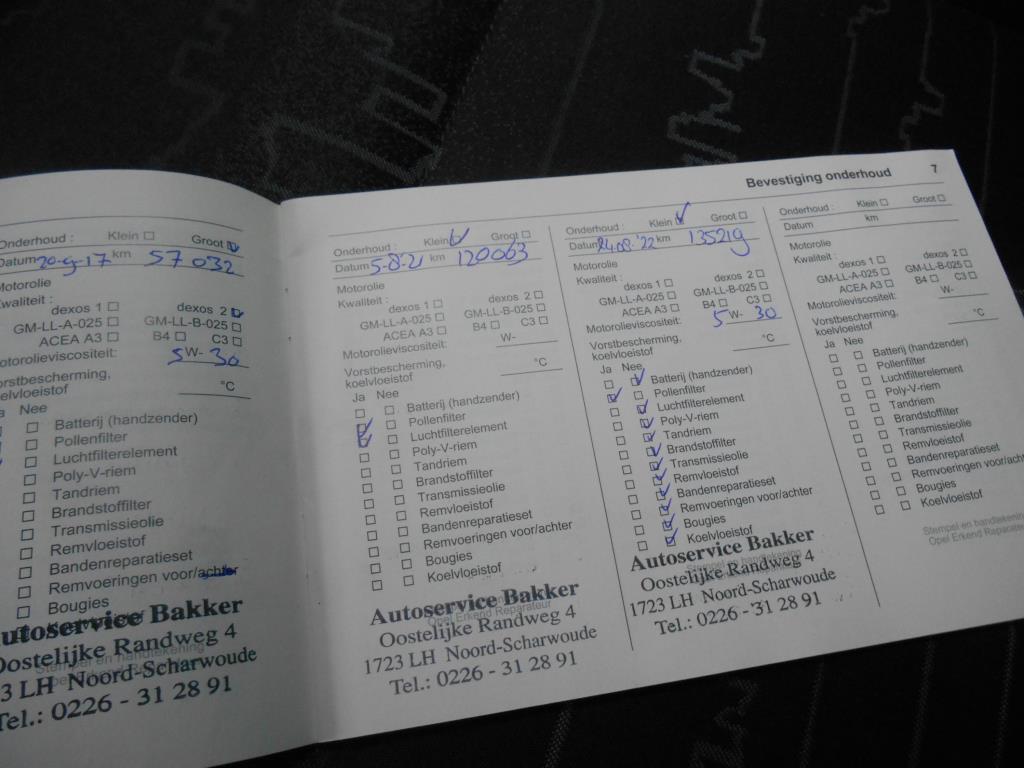 Onderhoud : Klein Groot
Datum 20-9-17 km 57 032
Motorolie
Kwaliteit :
dexos 1 dexos 2
GM-LL-A-025 GM-LL-B-025
ACEA A3 B4 C3
Motorolieviscositeit: 5 W- 30
Vorstbescherming,
koelvloeistof °C
Ja Nee
Batterij (handzender)
Pollenfilter
Luchtfilterelement
Poly-V-riem
Tandriem
Brandstoffilter
Transmissieolie
Remvloeistof
Bandenreparatieset
Remvoeringen voor/achter
Bougies
Autoservice Bakker
Oostelijke Randweg 4
Stempel en handtekening
1723 LH Noord-Scharwoude
Tel.: 0226 - 31 28 91
Bevestiging onderhoud 7
Onderhoud : Klein Groot
Datum 5-8-21 km 120063
Motorolie
Kwaliteit :
dexos 1 dexos 2
GM-LL-A-025 GM-LL-B-025
ACEA A3 B4 C3
Motorolieviscositeit: W-
Vorstbescherming,
koelvloeistof °C
Ja Nee
Batterij (handzender)
Pollenfilter
Luchtfilterelement
Poly-V-riem
Tandriem
Brandstoffilter
Transmissieolie
Remvloeistof
Bandenreparatieset
Remvoeringen voor/achter
Bougies
Koelvloeistof
Autoservice Bakker
Opel Erkend Reparateur
Oostelijke Randweg 4
1723 LH Noord-Scharwoude
Tel.: 0226 - 31 28 91
Onderhoud : Klein Groot
Datum 24.08.'22 km 135219
Motorolie
Kwaliteit :
dexos 1 dexos 2
GM-LL-A-025 GM-LL-B-025
ACEA A3 B4 C3
Motorolieviscositeit: 5 W- 30
Vorstbescherming,
koelvloeistof °C
Ja Nee
Batterij (handzender)
Pollenfilter
Luchtfilterelement
Poly-V-riem
Tandriem
Brandstoffilter
Transmissieolie
Remvloeistof
Bandenreparatieset
Remvoeringen voor/achter
Bougies
Koelvloeistof
Autoservice Bakker
Oostelijke Randweg 4
1723 LH Noord-Scharwoude
Tel.: 0226 - 31 28 91
Onderhoud : Klein Groot
Datum km
Motorolie
Kwaliteit :
dexos 1 dexos 2
GM-LL-A-025 GM-LL-B-025
ACEA A3 B4 C3
Motorolieviscositeit: W-
Vorstbescherming,
koelvloeistof °C
Ja Nee
Batterij (handzender)
Pollenfilter
Luchtfilterelement
Poly-V-riem
Tandriem
Brandstoffilter
Transmissieolie
Remvloeistof
Bandenreparatieset
Remvoeringen voor/achter
Bougies
Koelvloeistof
Stempel en handtekening
Opel Erkend Reparateur